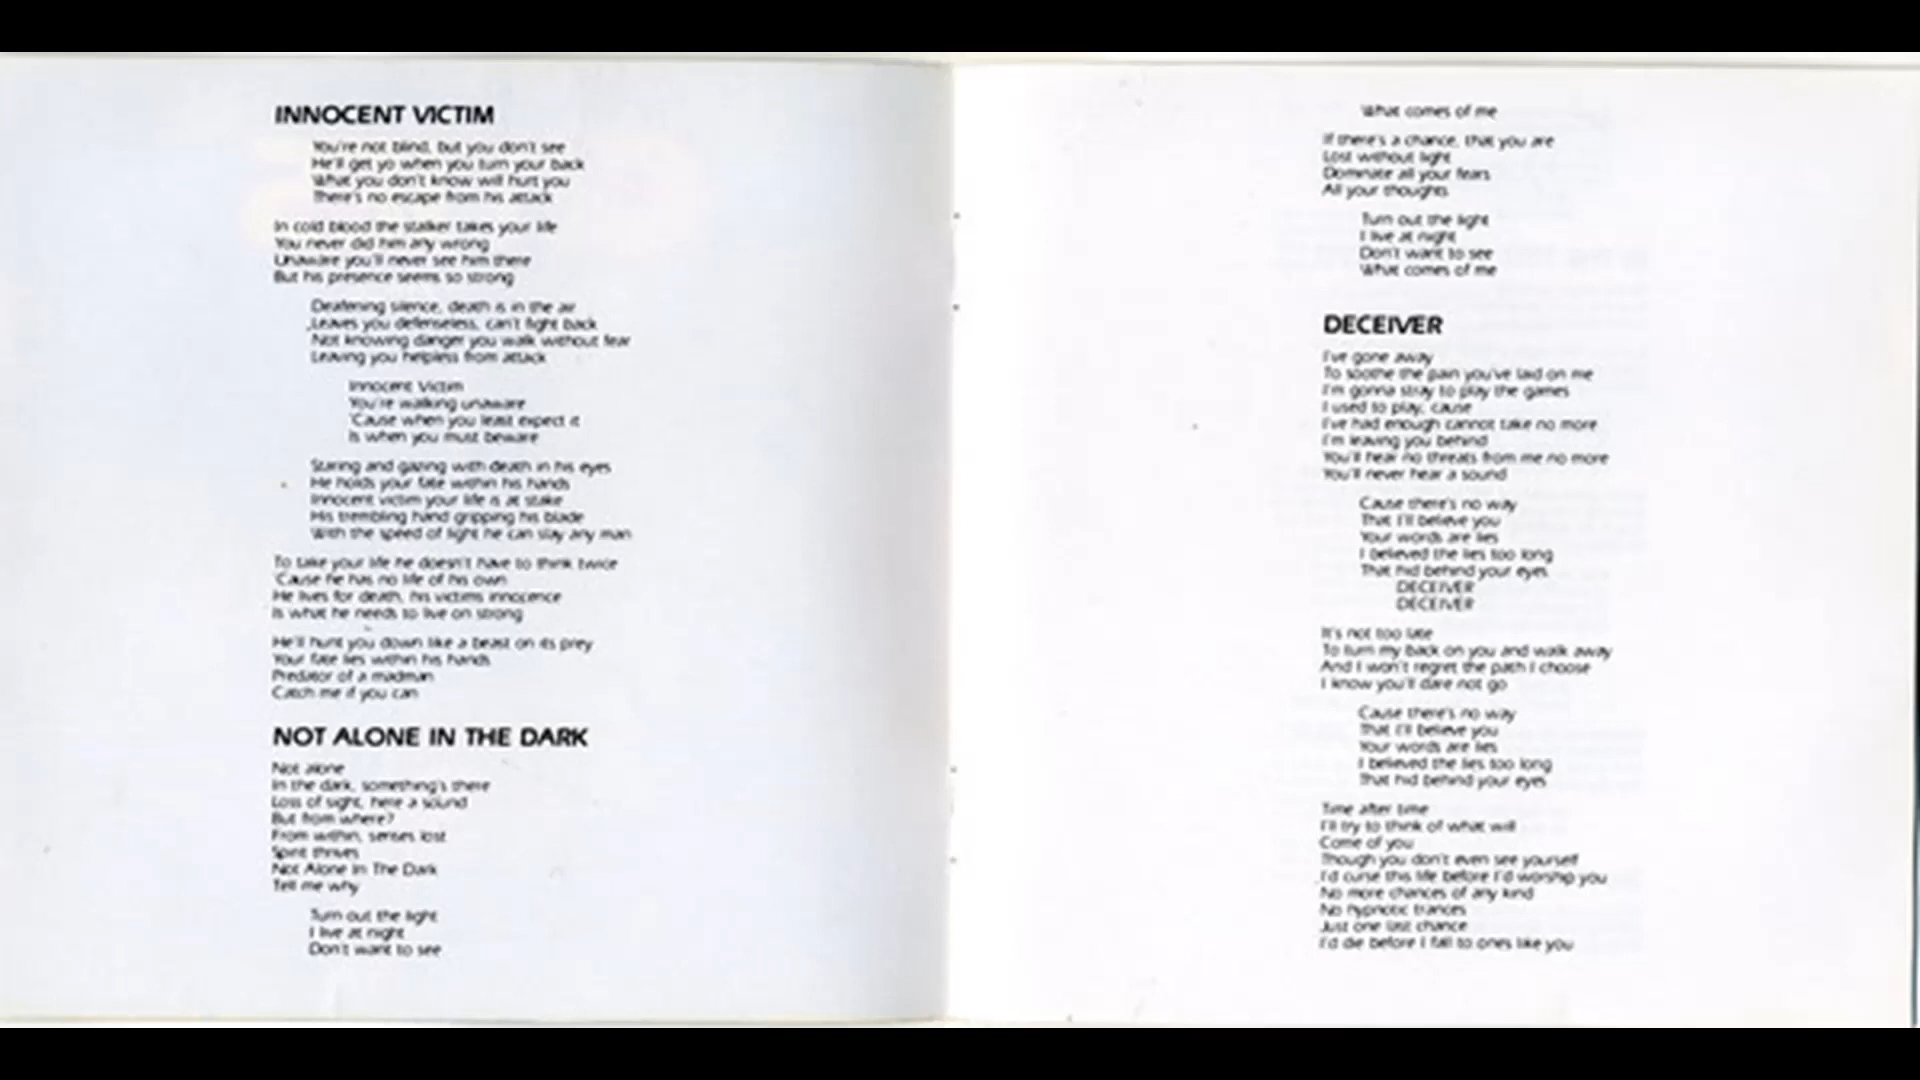 INNOCENT VICTIM
You're not blind, but you don't see
He'll get yo when you turn your back
What you don't know will hurt you
There's no escape from his attack
In cold blood the stalker takes your life
You never did him any wrong
Unaware you'll never see him there
But his presence seems so strong
Deafening silence, death is in the air
Leaves you defenseless, can't fight back
Not knowing danger you walk without fear
Leaving you helpless from attack
Innocent Victim
You're walking unaware
'Cause when you least expect it
Is when you must beware
Staring and gazing with death in his eyes
He holds your fate within his hands
Innocent victim your life is at stake
His trembling hand gripping his blade
With the speed of light he can slay any man
To take your life he doesn't have to think twice
'Cause he has no life of his own
He lives for death, his victims innocence
Is what he needs to live on strong
He'll hunt you down like a beast on its prey
Your fate lies within his hands
Predator of a madman
Catch me if you can
NOT ALONE IN THE DARK
Not alone
In the dark, something's there
Loss of sight, here a sound
But from where?
From within, senses lost
Spirit thrives
Not Alone In The Dark
Tell me why
Turn out the light
I live at night
Don't want to see
What comes of me
If there's a chance, that you are
Lost without light
Dominate all your fears
All your thoughts
Turn out the light
I live at night
Don't want to see
What comes of me
DECEIVER
I've gone away
To soothe the pain you've laid on me
I'm gonna stray to play the games
I used to play, cause
I've had enough cannot take no more
I'm leaving you behind
You'll hear no threats from me no more
You'll never hear a sound
Cause there's no way
That I'll believe you
Your words are lies
I believed the lies too long
That hid behind your eyes
DECEIVER
DECEIVER
It's not too late
To turn my back on you and walk away
And I won't regret the path I choose
I know you'll dare not go
Cause there's no way
That I'll believe you
Your words are lies
I believed the lies too long
That hid behind your eyes
Time after time
I'll try to think of what will
Come of you
Though you don't even see yourself
I'd curse this life before I'd worship you
No more chances of any kind
No hypnotic trances
Just one last chance
I'd die before I fall to ones like you